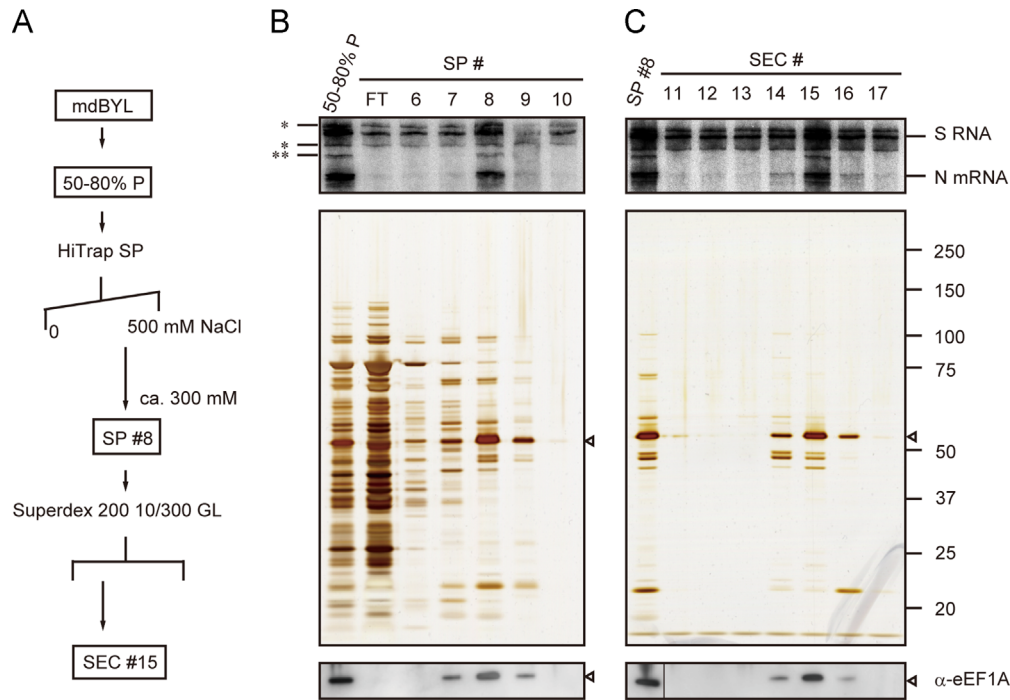 A
mdBYL
50-80% P
HiTrap SP
0
500 mM NaCl
ca. 300 mM
SP #8
Superdex 200 10/300 GL
SEC #15
B
50-80% P
SP #
FT 6 7 8 9 10
*
*
**
C
SP #8
SEC #
11 12 13 14 15 16 17
S RNA
N mRNA
250
150
100
75
50
37
25
20
α-eEF1A